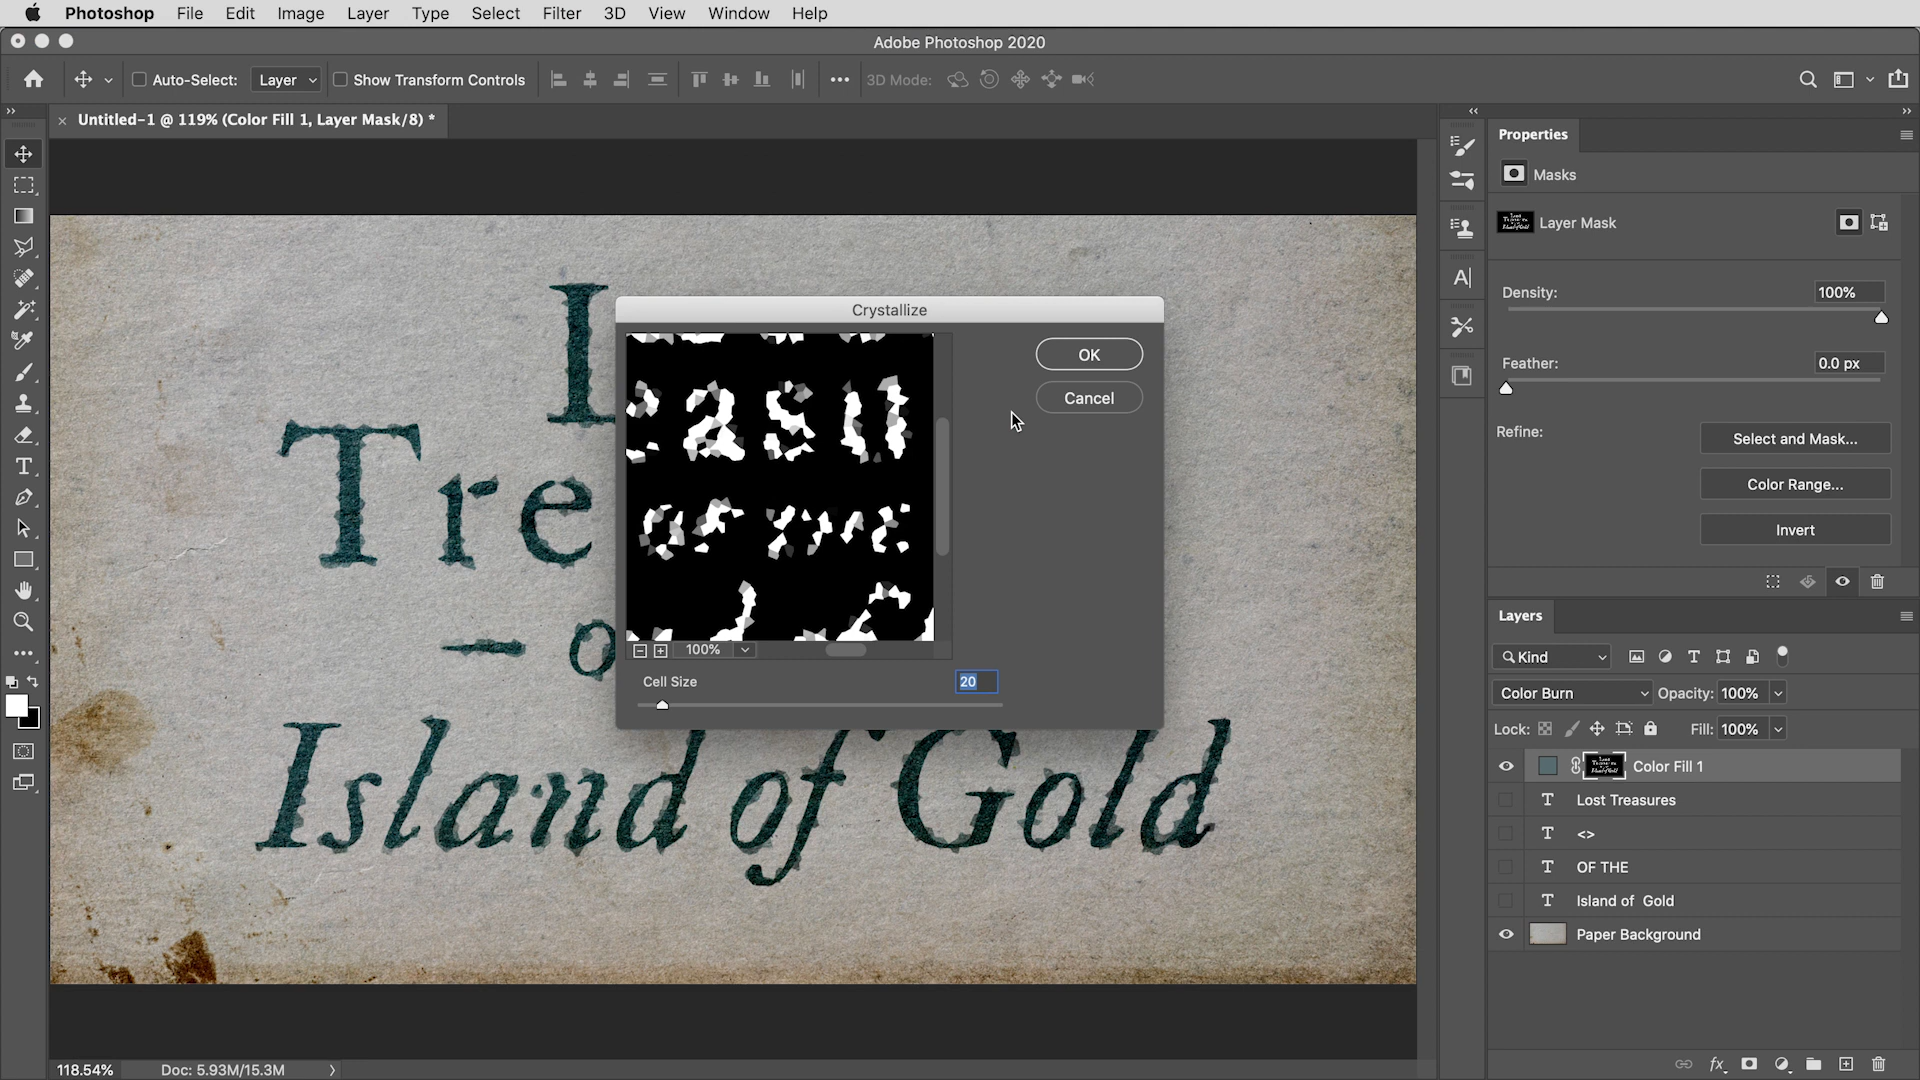 Photoshop File Edit Image Layer Type Select Filter 3D View Window Help
Adobe Photoshop 2020
Auto-Select: Layer Show Transform Controls 3D Mode:
Untitled-1 @ 119% (Color Fill 1, Layer Mask/8) *
L
Tre
– o
Island of Gold
Crystallize
easu
of the
OK
Cancel
100%
Cell Size 20
118.54% Doc: 5.93M/15.3M
Properties
Masks
Layer Mask
Density: 100%
Feather: 0.0 px
Refine: Select and Mask...
Color Range...
Invert
Layers
Kind
Color Burn Opacity: 100%
Lock: Fill: 100%
Color Fill 1
T Lost Treasures
T <>
T OF THE
T Island of  Gold
Paper Background